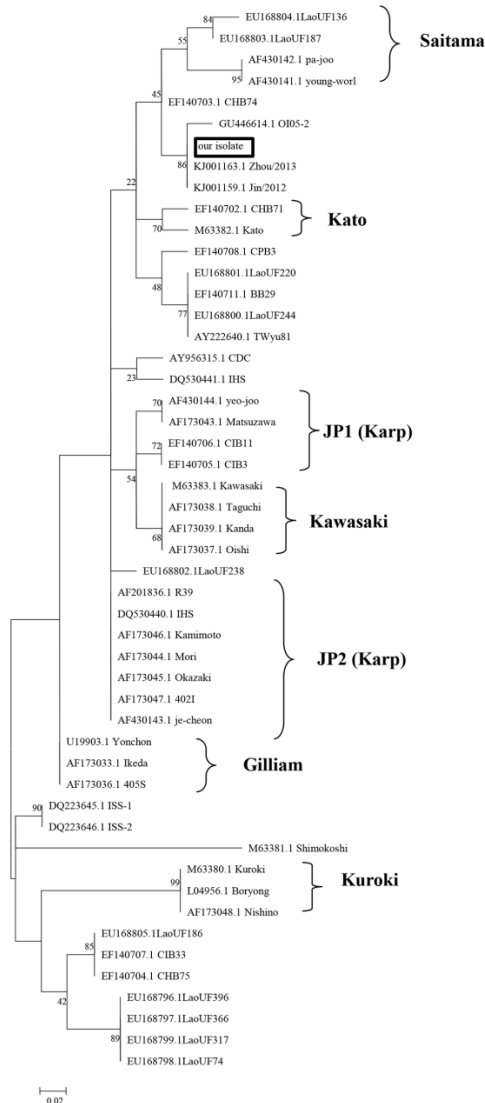 84
EU168804.1LaoUF136
55
EU168803.1LaoUF187
Saitama
AF430142.1 pa-joo
95
AF430141.1 young-worl
45
EF140703.1 CHB74
GU446614.1 OI05-2
our isolate
86
KJ001163.1 Zhou/2013
KJ001159.1 Jin/2012
22
EF140702.1 CHB71
Kato
70
M63382.1 Kato
EF140708.1 CPB3
48
EU168801.1LaoUF220
EF140711.1 BB29
77
EU168800.1LaoUF244
AY222640.1 TWyu81
AY956315.1 CDC
23
DQ530441.1 IHS
70
AF430144.1 yeo-joo
AF173043.1 Matsuzawa
JP1 (Karp)
72
EF140706.1 CIB11
EF140705.1 CIB3
54
M63383.1 Kawasaki
AF173038.1 Taguchi
Kawasaki
AF173039.1 Kanda
68
AF173037.1 Oishi
EU168802.1LaoUF238
AF201836.1 R39
DQ530440.1 IHS
AF173046.1 Kamimoto
AF173044.1 Mori
JP2 (Karp)
AF173045.1 Okazaki
AF173047.1 402I
AF430143.1 je-cheon
U19903.1 Yonchon
AF173033.1 Ikeda
Gilliam
AF173036.1 405S
90
DQ223645.1 ISS-1
DQ223646.1 ISS-2
M63381.1 Shimokoshi
99
M63380.1 Kuroki
L04956.1 Boryong
Kuroki
AF173048.1 Nishino
EU168805.1LaoUF186
85
EF140707.1 CIB33
EF140704.1 CHB75
42
EU168796.1LaoUF396
EU168797.1LaoUF366
EU168799.1LaoUF317
89
EU168798.1LaoUF74
0.02